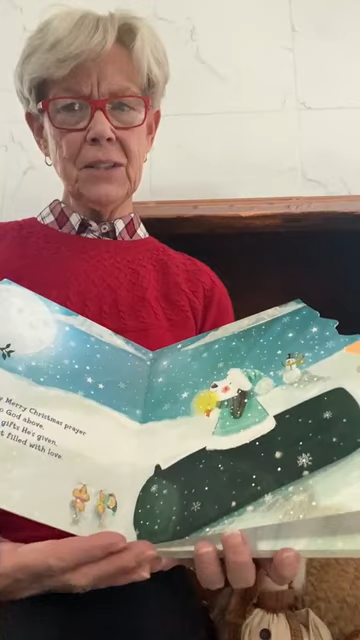 Merry Christmas prayer
o God above,
gifts He's given,
filled with love.